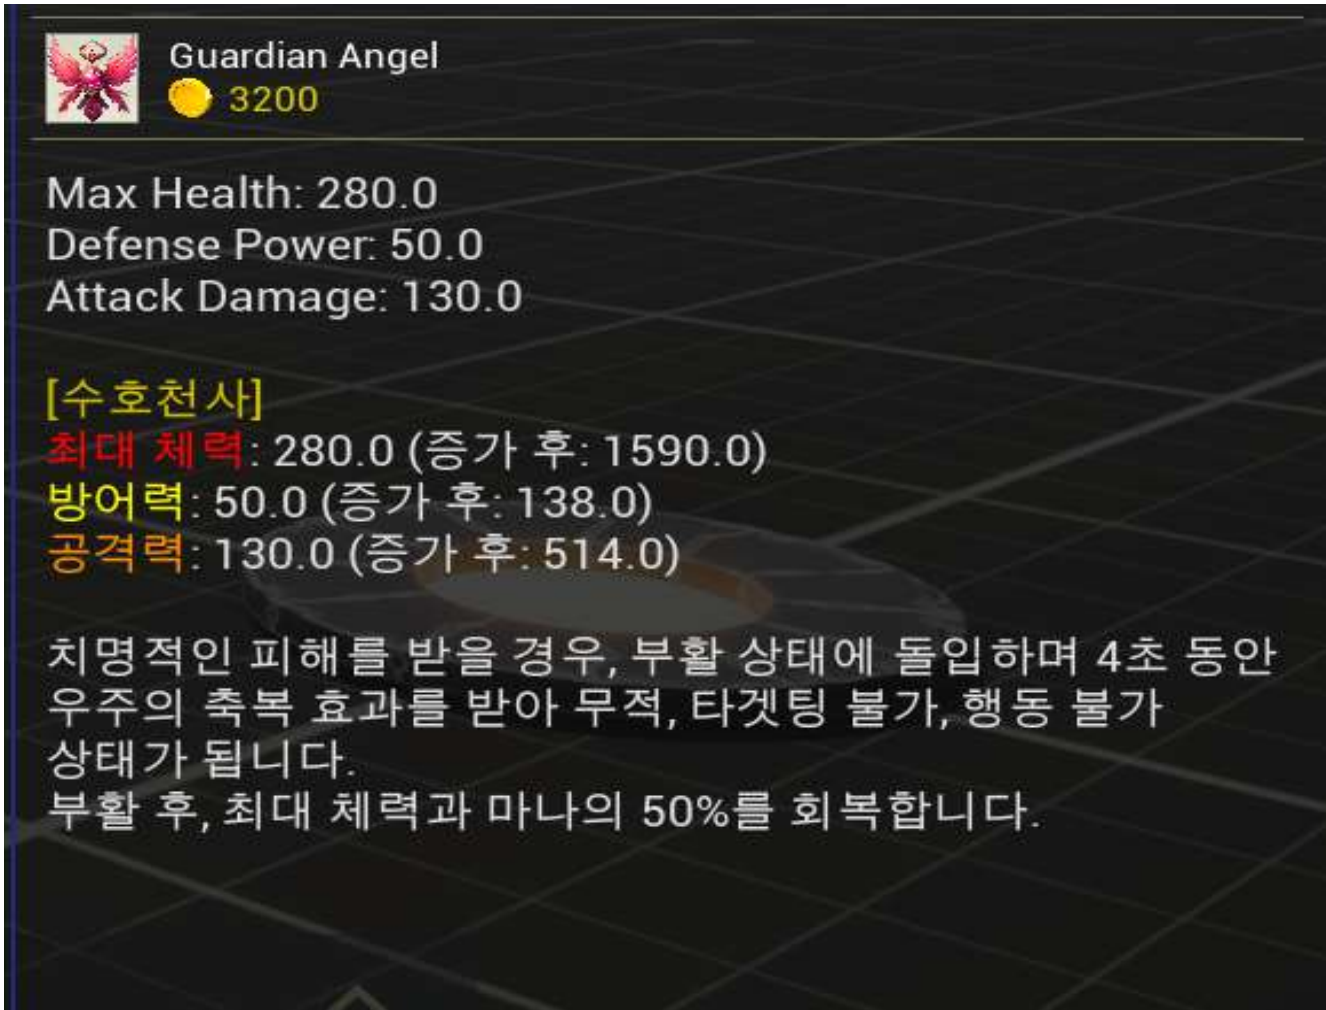 Guardian Angel
3200
Max Health: 280.0
Defense Power: 50.0
Attack Damage: 130.0
[수호천사]
최대 체력: 280.0 (증가 후: 1590.0)
방어력: 50.0 (증가 후: 138.0)
공격력: 130.0 (증가 후: 514.0)
치명적인 피해를 받을 경우, 부활 상태에 돌입하며 4초 동안
우주의 축복 효과를 받아 무적, 타겟팅 불가, 행동 불가
상태가 됩니다.
부활 후, 최대 체력과 마나의 50%를 회복합니다.